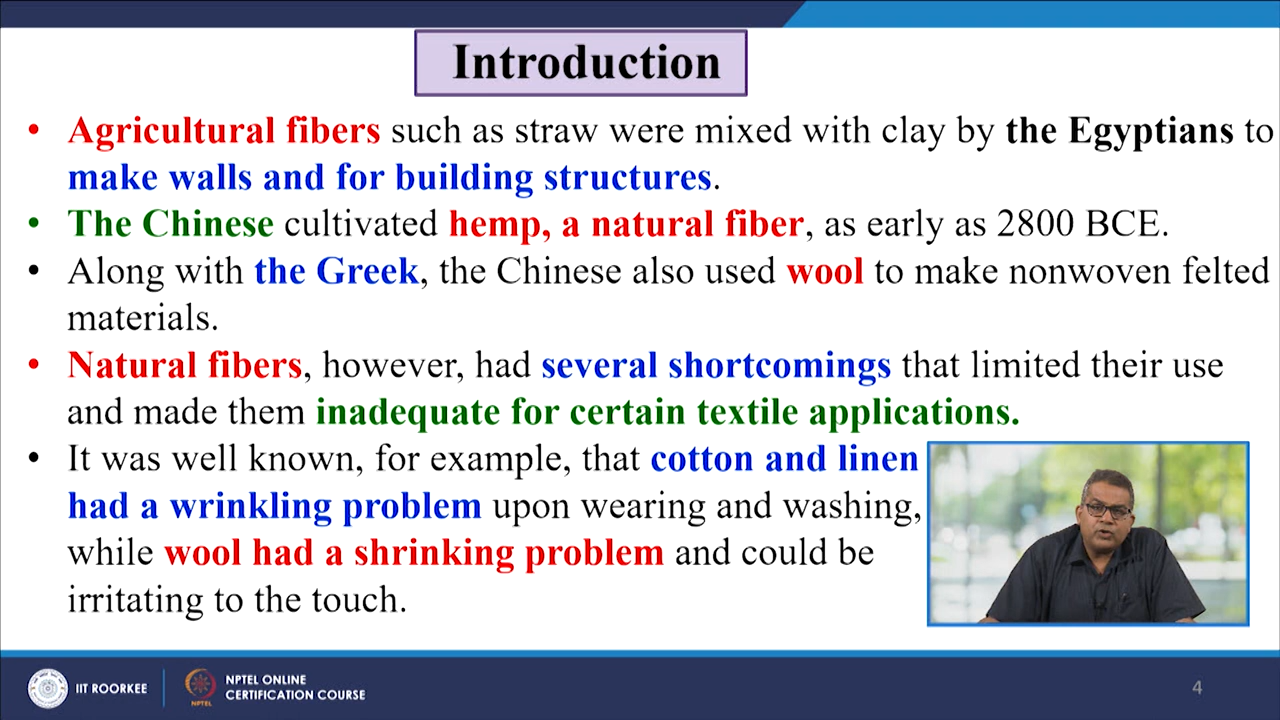 Introduction
• Agricultural fibers such as straw were mixed with clay by the Egyptians to
make walls and for building structures.
• The Chinese cultivated hemp, a natural fiber, as early as 2800 BCE.
• Along with the Greek, the Chinese also used wool to make nonwoven felted
materials.
• Natural fibers, however, had several shortcomings that limited their use
and made them inadequate for certain textile applications.
• It was well known, for example, that cotton and linen
had a wrinkling problem upon wearing and washing,
while wool had a shrinking problem and could be
irritating to the touch.
IIT ROORKEE
NPTEL
NPTEL ONLINE
CERTIFICATION COURSE
4